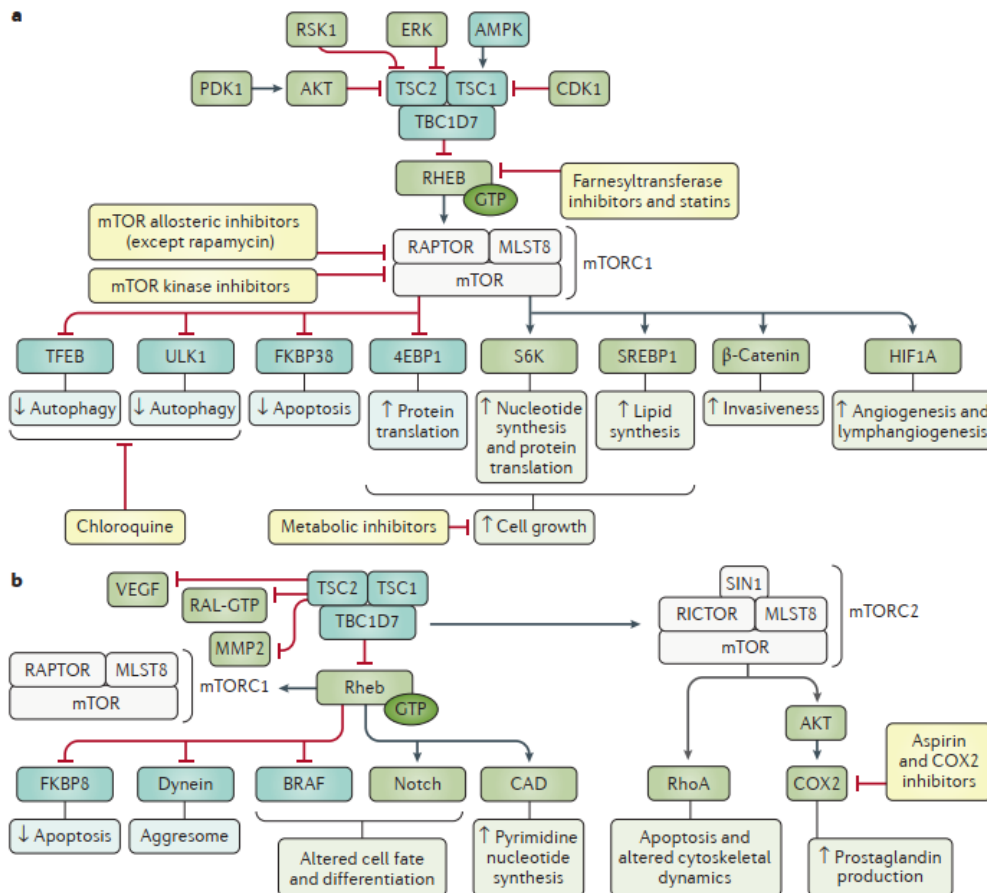 a
RSK1
ERK
AMPK
PDK1
AKT
TSC2
TSC1
CDK1
TBC1D7
RHEB
GTP
Farnesyltransferase
inhibitors and statins
mTOR allosteric inhibitors
(except rapamycin)
mTOR kinase inhibitors
RAPTOR
MLST8
mTOR
mTORC1
TFEB
ULK1
FKBP38
4EBP1
S6K
SREBP1
β-Catenin
HIF1A
↓ Autophagy
↓ Autophagy
↓ Apoptosis
↑ Protein
translation
↑ Nucleotide
synthesis
and protein
translation
↑ Lipid
synthesis
↑ Invasiveness
↑ Angiogenesis and
lymphangiogenesis
Chloroquine
Metabolic inhibitors
↑ Cell growth
b
VEGF
RAL-GTP
MMP2
TSC2
TSC1
TBC1D7
SIN1
RICTOR
MLST8
mTOR
mTORC2
RAPTOR
MLST8
mTOR
mTORC1
Rheb
GTP
AKT
Aspirin
and COX2
inhibitors
FKBP8
Dynein
BRAF
Notch
CAD
RhoA
COX2
↓ Apoptosis
Aggresome
Altered cell fate
and differentiation
↑ Pyrimidine
nucleotide
synthesis
Apoptosis and
altered cytoskeletal
dynamics
↑ Prostaglandin
production